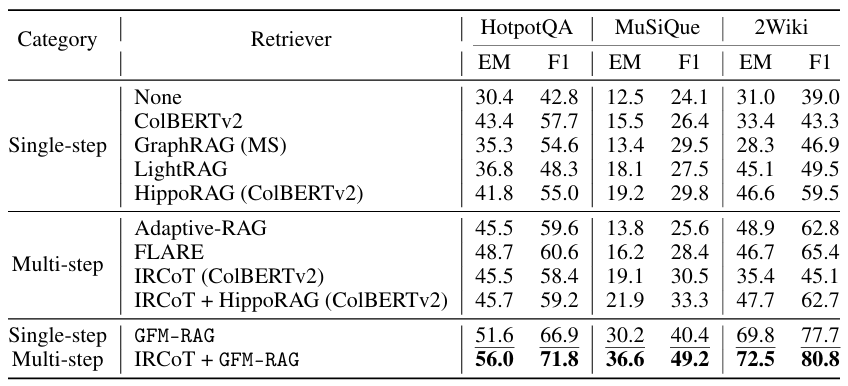 Category Retriever HotpotQA MuSiQue 2Wiki
EM F1 EM F1 EM F1
None 30.4 42.8 12.5 24.1 31.0 39.0
ColBERTv2 43.4 57.7 15.5 26.4 33.4 43.3
Single-step GraphRAG (MS) 35.3 54.6 13.4 29.5 28.3 46.9
LightRAG 36.8 48.3 18.1 27.5 45.1 49.5
HippoRAG (ColBERTv2) 41.8 55.0 19.2 29.8 46.6 59.5
Adaptive-RAG 45.5 59.6 13.8 25.6 48.9 62.8
Multi-step FLARE 48.7 60.6 16.2 28.4 46.7 65.4
IRCoT (ColBERTv2) 45.5 58.4 19.1 30.5 35.4 45.1
IRCoT + HippoRAG (ColBERTv2) 45.7 59.2 21.9 33.3 47.7 62.7
Single-step GFM-RAG 51.6 66.9 30.2 40.4 69.8 77.7
Multi-step IRCoT + GFM-RAG 56.0 71.8 36.6 49.2 72.5 80.8